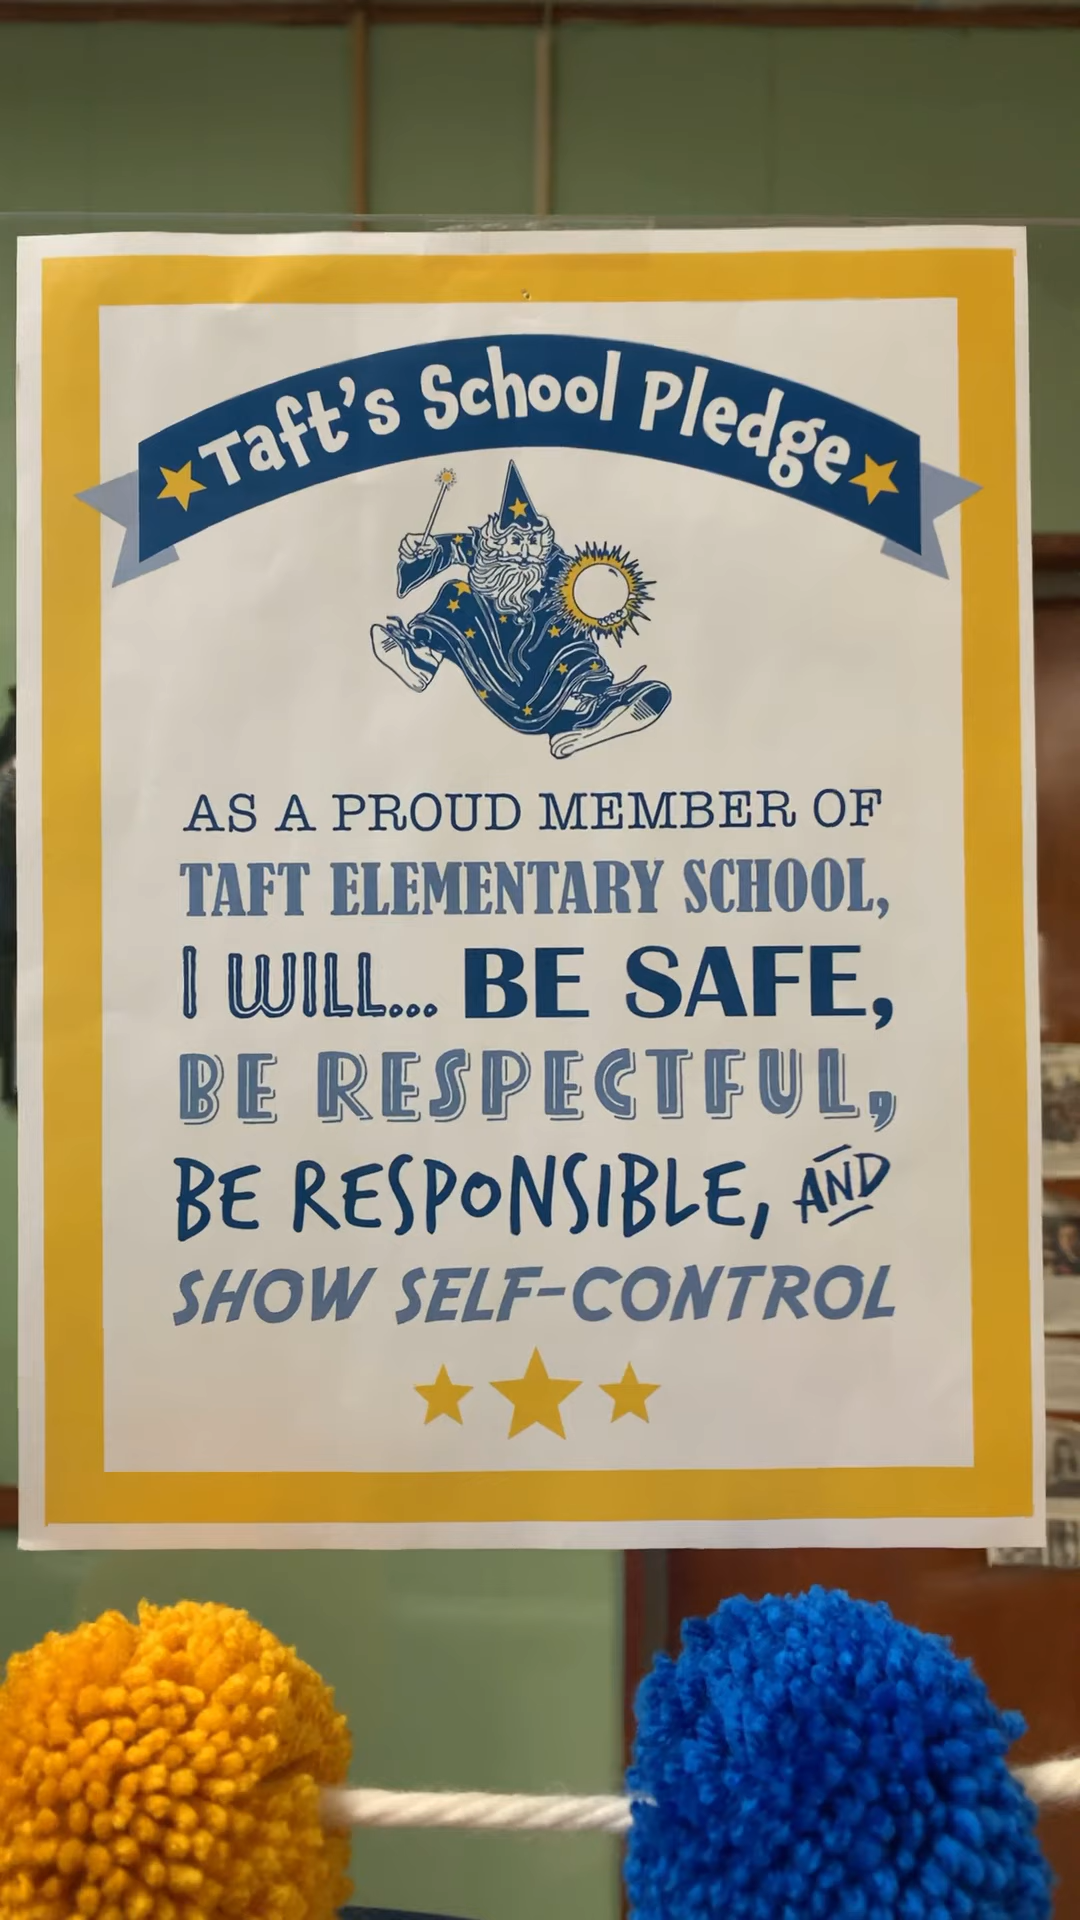 Taft's School Pledge
AS A PROUD MEMBER OF
TAFT ELEMENTARY SCHOOL,
I WILL... BE SAFE,
BE RESPECTFUL,
BE RESPONSIBLE, AND
SHOW SELF-CONTROL